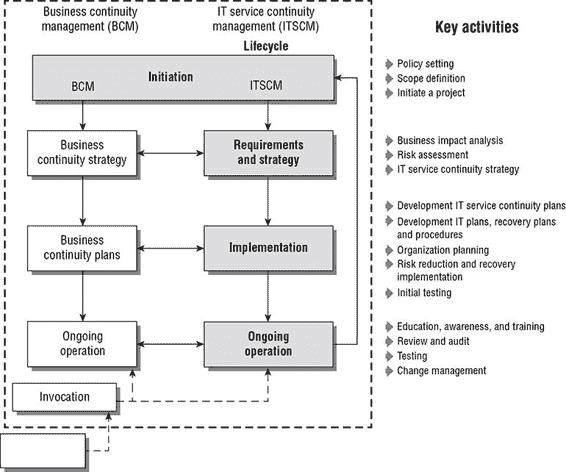 Business continuity
management (BCM)
IT service continuity
management (ITSCM)
Key activities
Lifecycle
Initiation
BCM
ITSCM
Policy setting
Scope definition
Initiate a project
Business
continuity strategy
Requirements
and strategy
Business impact analysis
Risk assessment
IT service continuity strategy
Business
continuity plans
Implementation
Development IT service continuity plans
Development IT plans, recovery plans
and procedures
Organization planning
Risk reduction and recovery
implementation
Initial testing
Ongoing
operation
Ongoing
operation
Education, awareness, and training
Review and audit
Testing
Change management
Invocation